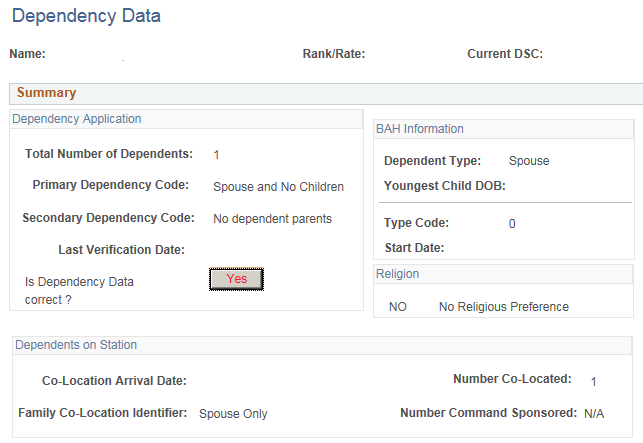 Dependency Data
Name: Rank/Rate: Current DSC:
Summary
Dependency Application
Total Number of Dependents: 1
Primary Dependency Code: Spouse and No Children
Secondary Dependency Code: No dependent parents
Last Verification Date:
Is Dependency Data
correct ?
Yes
BAH Information
Dependent Type: Spouse
Youngest Child DOB:
Type Code: 0
Start Date:
Religion
NO No Religious Preference
Dependents on Station
Co-Location Arrival Date: Number Co-Located: 1
Family Co-Location Identifier: Spouse Only Number Command Sponsored: N/A